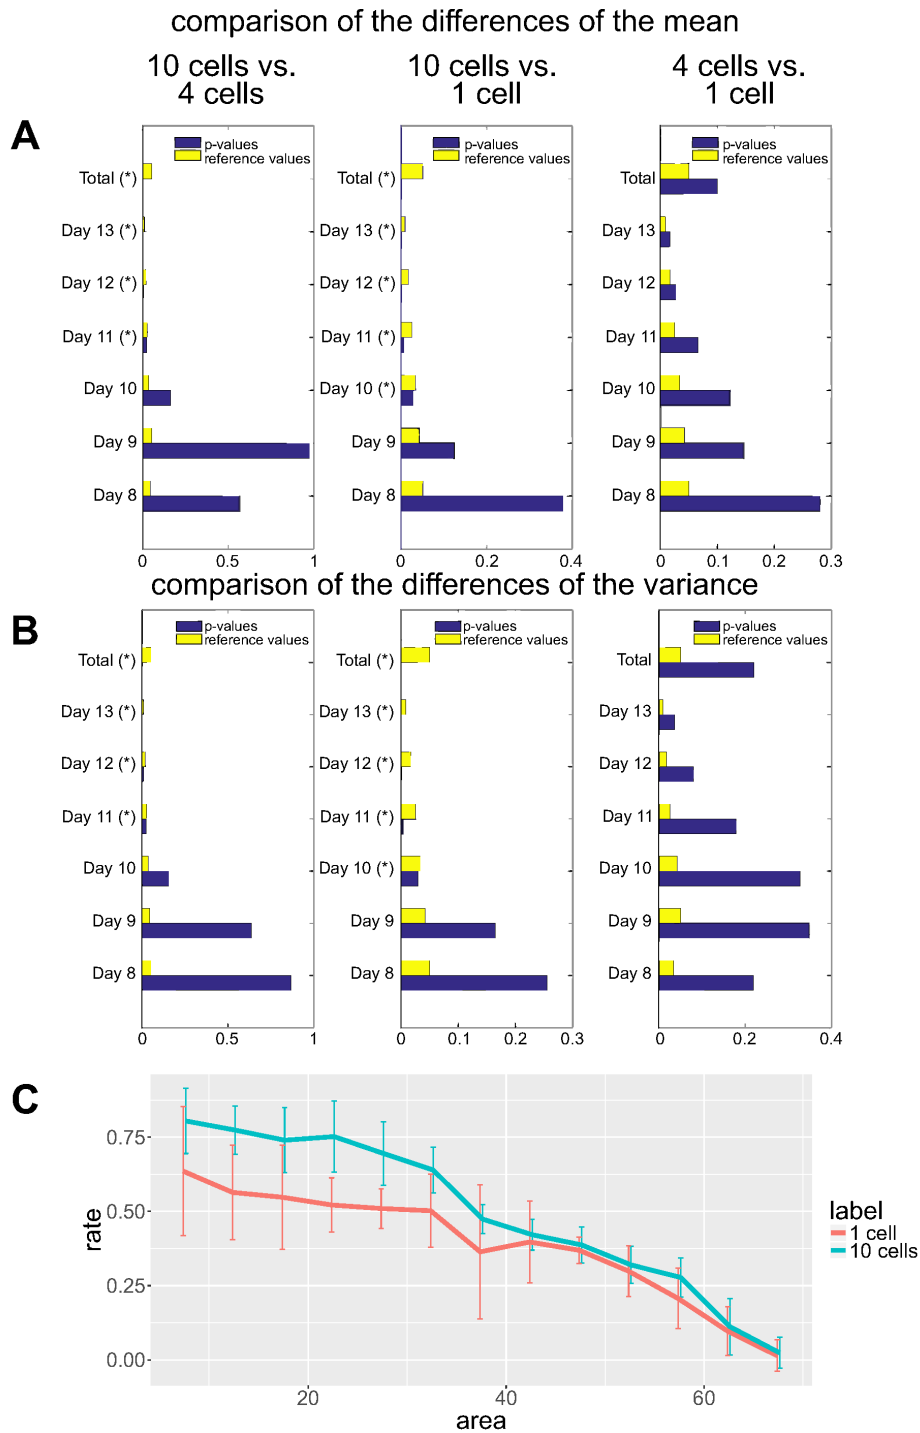 comparison of the differences of the mean
10 cells vs.
4 cells
10 cells vs.
1 cell
4 cells vs.
1 cell
A
p-values
reference values
Total (*)
Day 13 (*)
Day 12 (*)
Day 11 (*)
Day 10
Day 9
Day 8
0 0.5 1
p-values
reference values
Total (*)
Day 13 (*)
Day 12 (*)
Day 11 (*)
Day 10 (*)
Day 9
Day 8
0 0.2 0.4
p-values
reference values
Total
Day 13
Day 12
Day 11
Day 10
Day 9
Day 8
0 0.1 0.2 0.3
comparison of the differences of the variance
B
p-values
reference values
Total (*)
Day 13 (*)
Day 12 (*)
Day 11 (*)
Day 10
Day 9
Day 8
0 0.5 1
p-values
reference values
Total (*)
Day 13 (*)
Day 12 (*)
Day 11 (*)
Day 10 (*)
Day 9
Day 8
0 0.1 0.2 0.3
p-values
reference values
Total
Day 13
Day 12
Day 11
Day 10
Day 9
Day 8
0 0.2 0.4
C
rate
0.75
0.50
0.25
0.00
20 40 60
area
label
1 cell
10 cells